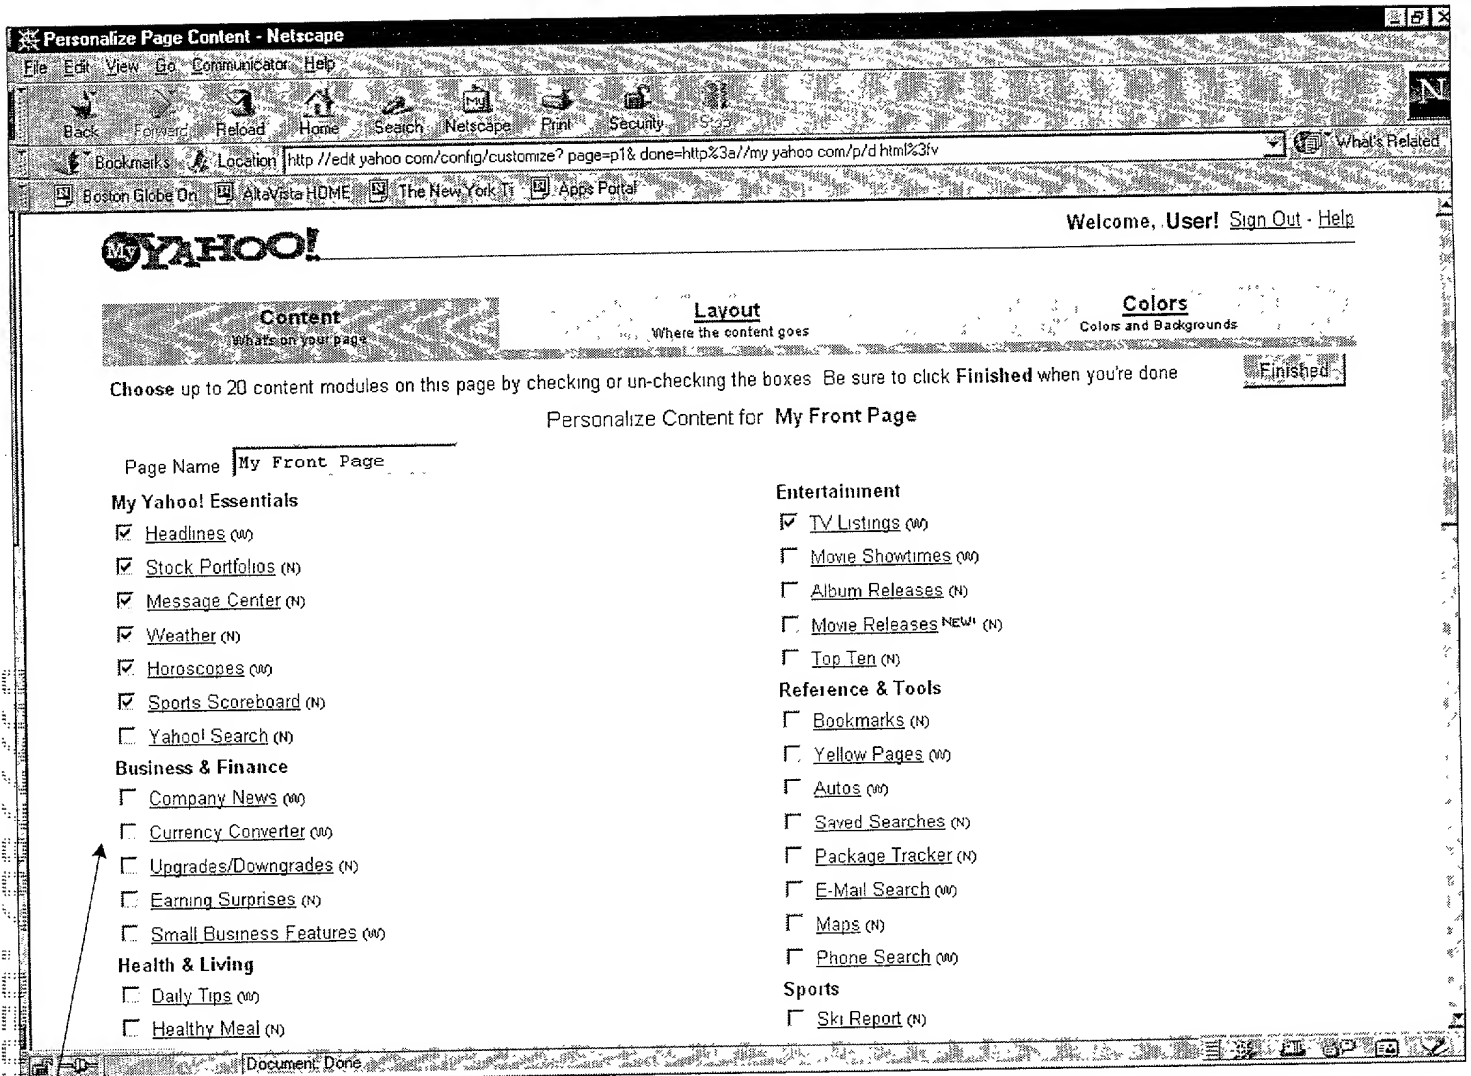 Personalize Page Content - Netscape
File Edit View Go Communicator Help
Back Forward Reload Home Search Netscape Print Security Stop
Bookmarks Location http //edit yahoo com/config/customize? page=p1& done=http%3a//my yahoo com/p/d html%3fv What's Related
Boston Globe On AltaVista HOME The New York Ti Apps Portal
Welcome, User! Sign Out - Help
My YAHOO!
Content Layout Colors
What's on your page Where the content goes Colors and Backgrounds
Choose up to 20 content modules on this page by checking or un-checking the boxes Be sure to click Finished when you're done Finished
Personalize Content for My Front Page
Page Name My Front Page
My Yahoo! Essentials
Headlines (W)
Stock Portfolios (N)
Message Center (N)
Weather (N)
Horoscopes (W)
Sports Scoreboard (N)
Yahoo! Search (N)
Business & Finance
Company News (W)
Currency Converter (W)
Upgrades/Downgrades (N)
Earning Surprises (N)
Small Business Features (W)
Health & Living
Daily Tips (W)
Healthy Meal (N)
Entertainment
TV Listings (W)
Movie Showtimes (W)
Album Releases (N)
Movie Releases NEW! (N)
Top Ten (N)
Reference & Tools
Bookmarks (N)
Yellow Pages (W)
Autos (W)
Saved Searches (N)
Package Tracker (N)
E-Mail Search (W)
Maps (N)
Phone Search (W)
Sports
Ski Report (N)
Document: Done